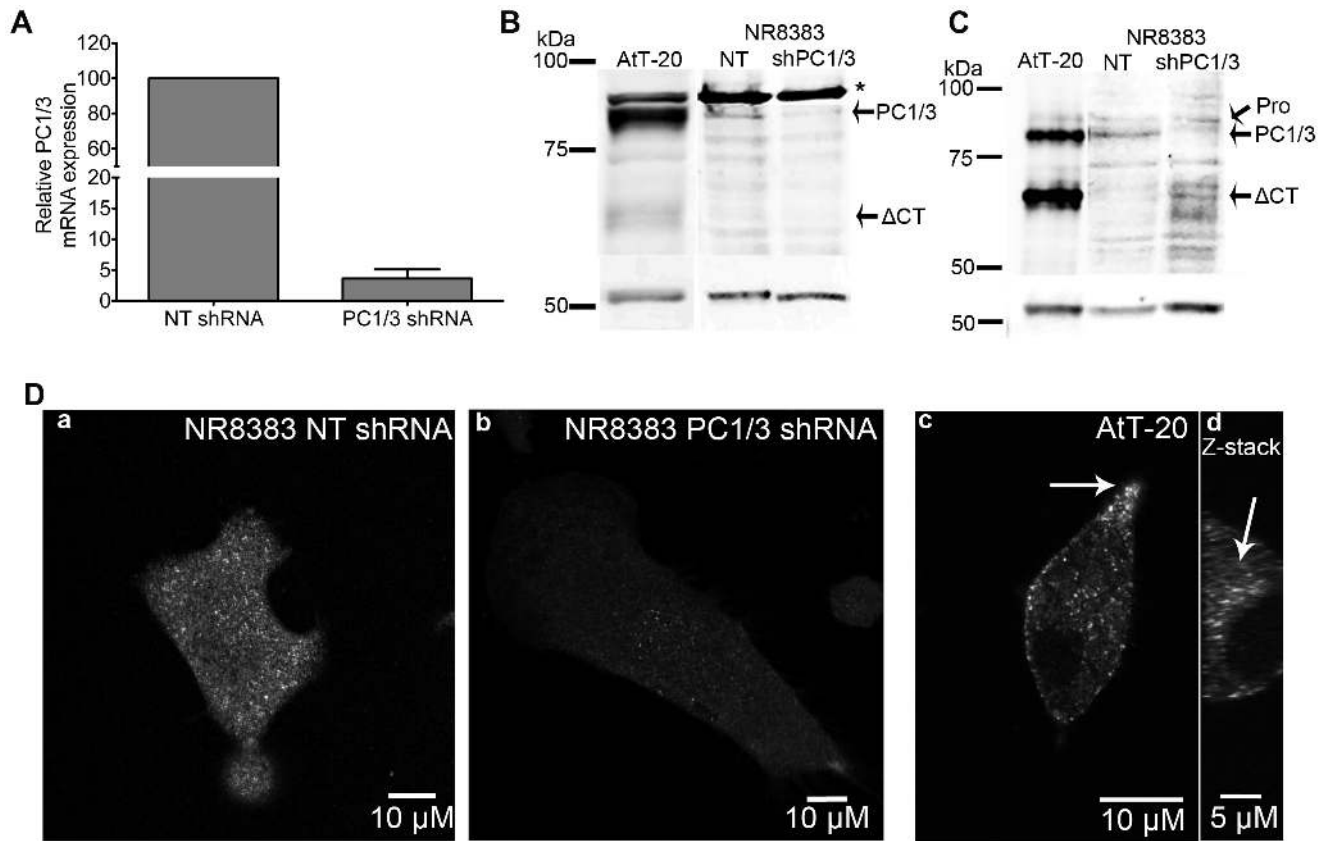 A
Relative PC1/3
mRNA expression
120
100
80
60
40
20
15
10
5
0
NT shRNA
PC1/3 shRNA
B
kDa
100
75
50
AtT-20
NR8383
NT
shPC1/3
*
PC1/3
ΔCT
C
kDa
100
75
50
50
AtT-20
NR8383
NT
shPC1/3
Pro
PC1/3
ΔCT
D
a
NR8383 NT shRNA
10 µM
b
NR8383 PC1/3 shRNA
10 µM
c
AtT-20
10 µM
d
Z-stack
5 µM